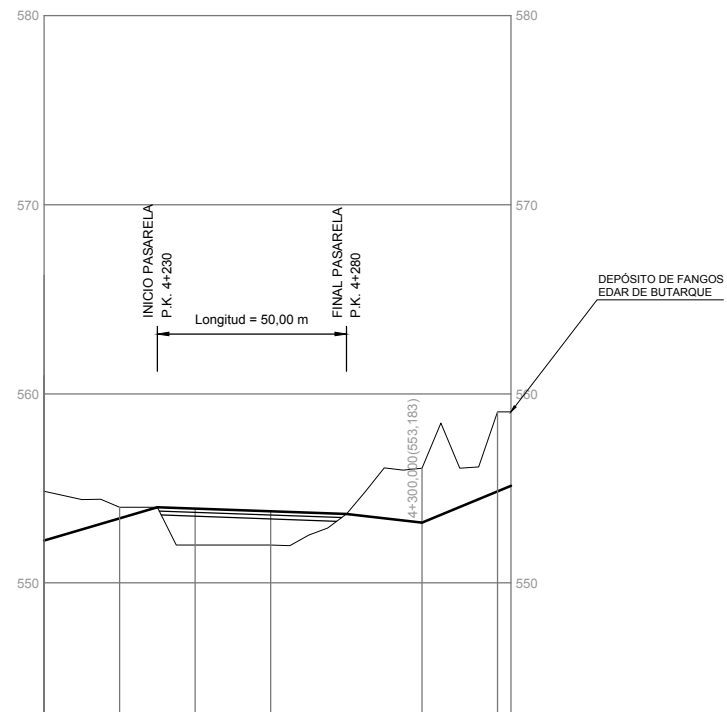 580
580
570
570
INICIO PASARELA
P.K. 4+230
FINAL PASARELA
P.K. 4+280
Longitud = 50,00 m
DEPÓSITO DE FANGOS
EDAR DE BUTARQUE
560
560
4+300,000(553,183)
550
550